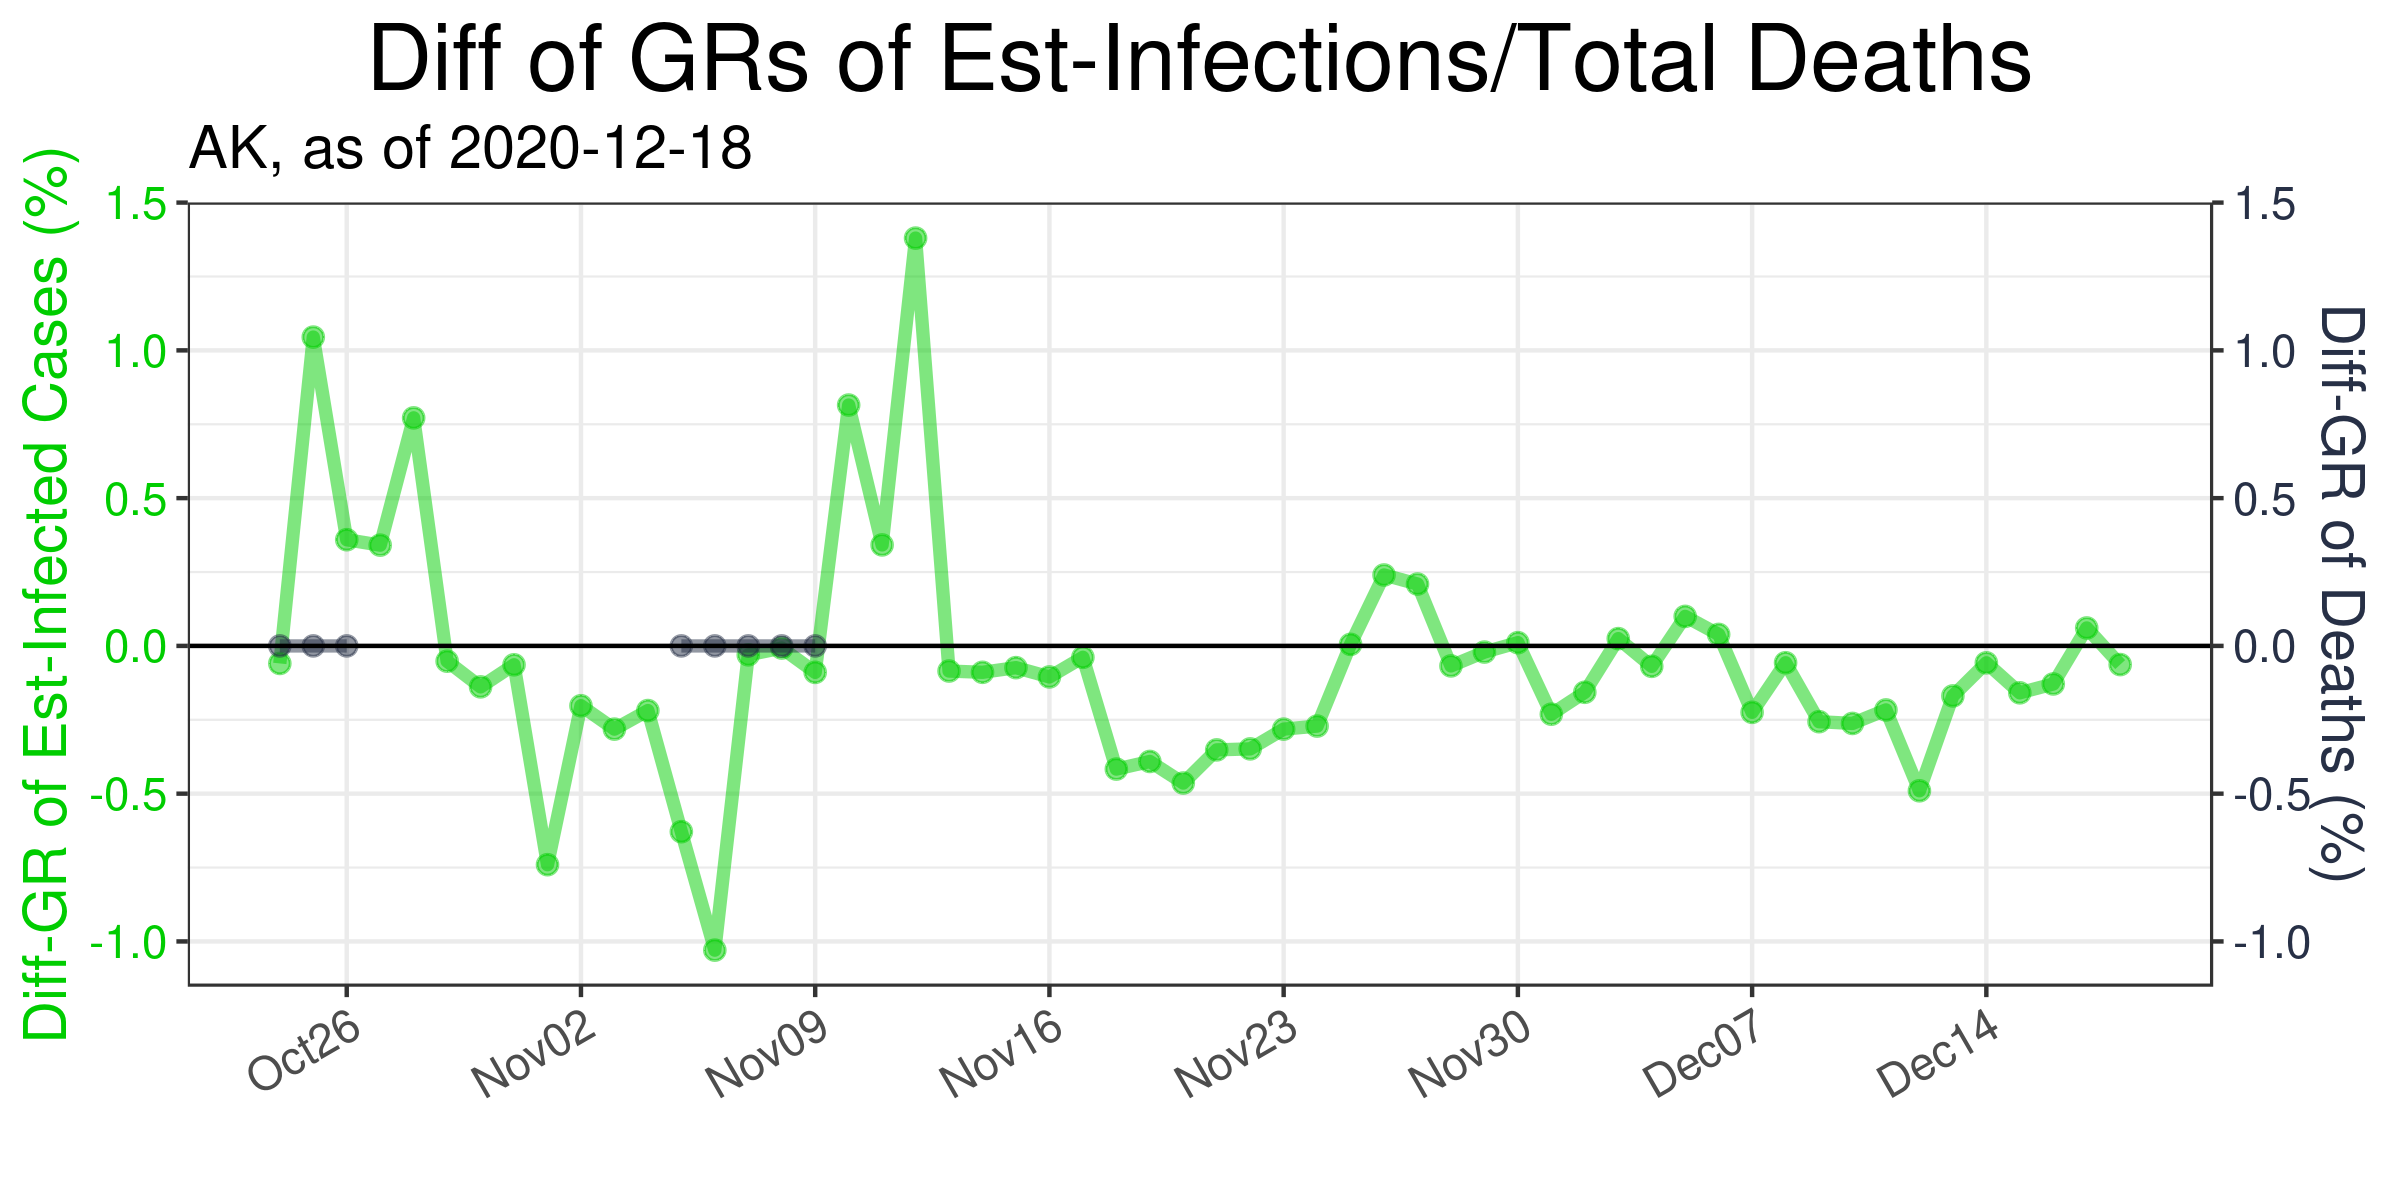 Diff of GRs of Est-Infections/Total Deaths
AK, as of 2020-12-18
Diff-GR of Est-Infected Cases (%)
1.5
1.0
0.5
0.0
-0.5
-1.0
1.5
1.0
0.5
0.0
-0.5
-1.0
Diff-GR of Deaths (%)
Oct26
Nov02
Nov09
Nov16
Nov23
Nov30
Dec07
Dec14